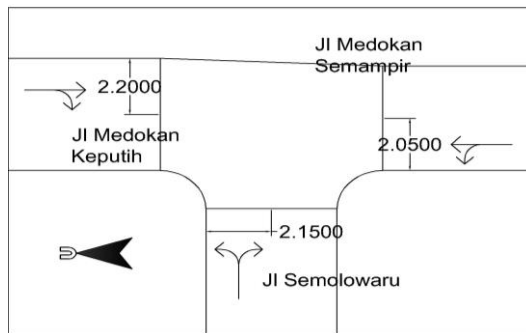 Jl Medokan
Semampir
2.2000
Jl Medokan
Keputih
2.0500
2.1500
Jl Semolowaru
U